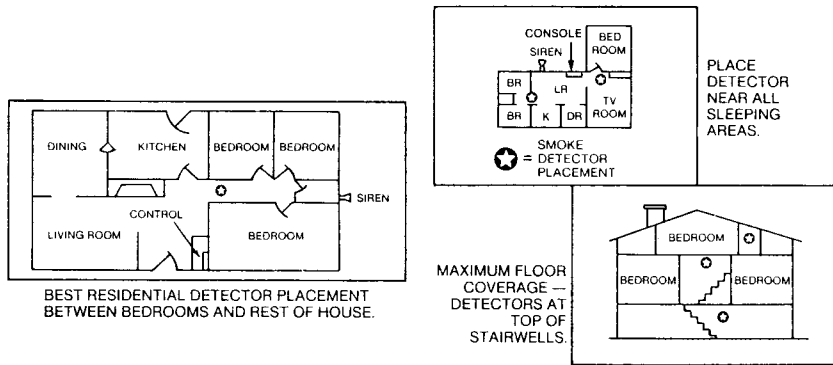 DINING
KITCHEN
BEDROOM
BEDROOM
SIREN
CONTROL
LIVING ROOM
BEDROOM
BEST RESIDENTIAL DETECTOR PLACEMENT
BETWEEN BEDROOMS AND REST OF HOUSE.
CONSOLE
SIREN
BED
ROOM
BR
LR
TV
ROOM
BR
K
DR
= SMOKE
DETECTOR
PLACEMENT
PLACE
DETECTOR
NEAR ALL
SLEEPING
AREAS.
MAXIMUM FLOOR
COVERAGE —
DETECTORS AT
TOP OF
STAIRWELLS.
BEDROOM
BEDROOM
BEDROOM